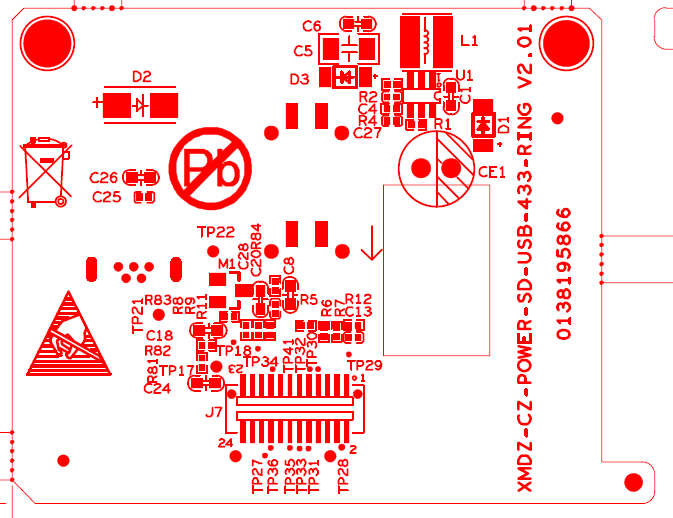 C6
C5
L1
D3
U1
D2
R2
C4
C1
R4
R1
C27
D1
Pb
CE1
C26
C25
XMDZ-CZ-POWER-SD-USB-433-RING V2.01
0138195866
TP22
C28
C20
R84
M1
C8
R83
R8
R9
R11
R5
R6
R7
R12
C13
TP21
C18
R82
R81
TP17
TP18
TP34
TP41
TP32
TP30
TP29
C24
23
1
J7
24
2
TP27
TP36
TP35
TP33
TP31
TP28